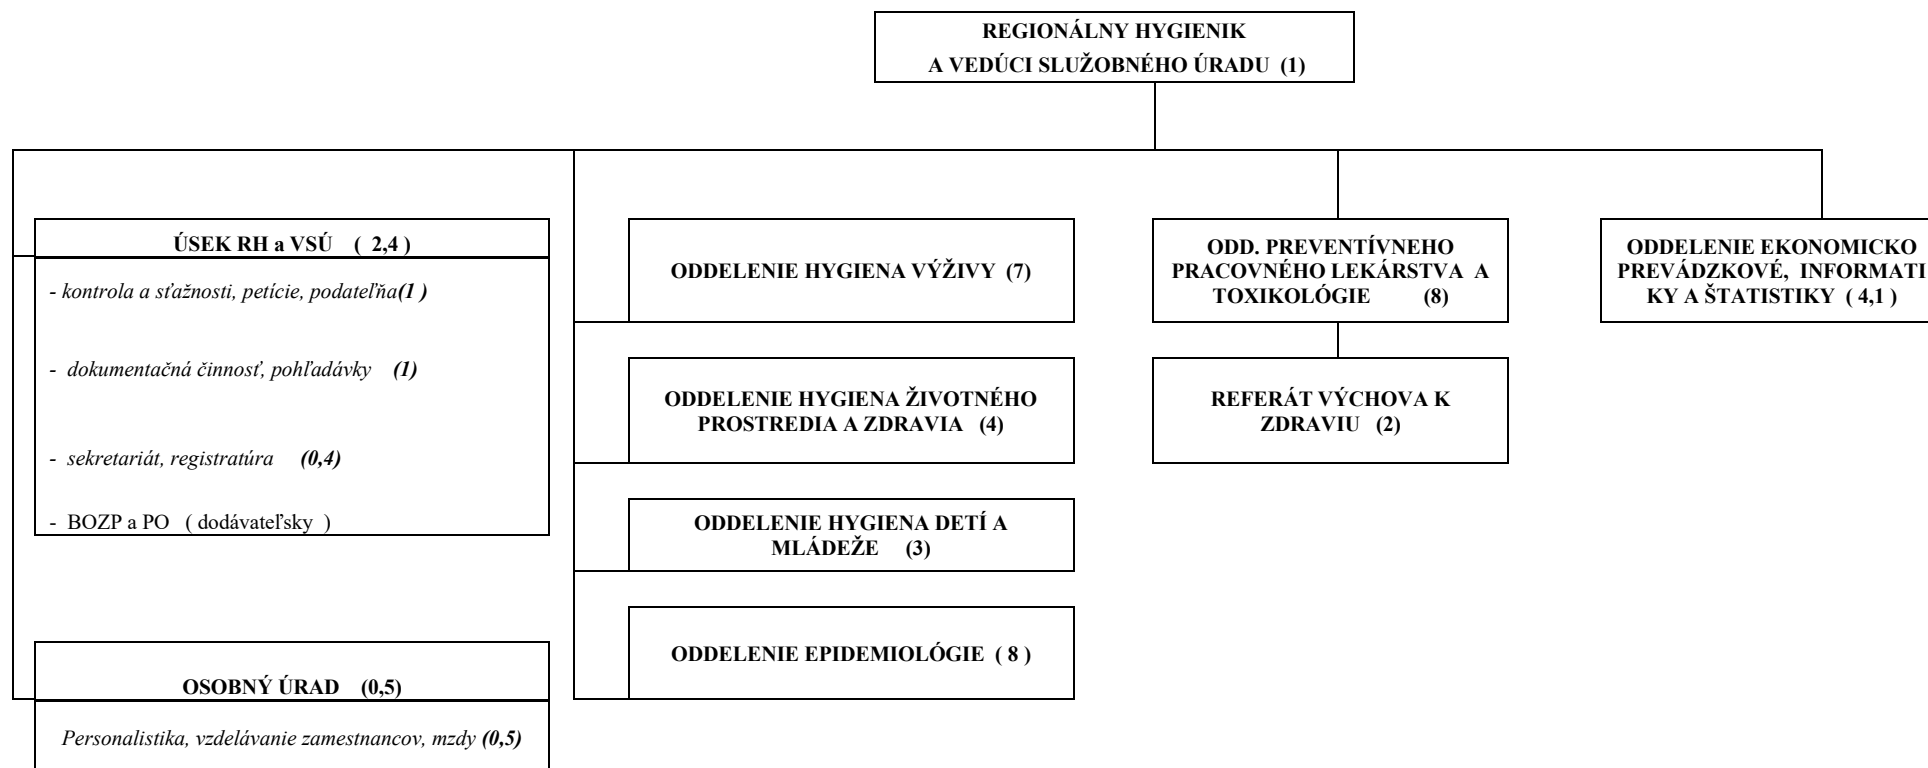 REGIONÁLNY HYGIENIK
A VEDÚCI SLUŽOBNÉHO ÚRADU (1)
ÚSEK RH a VSÚ ( 2,4 )
- kontrola a sťažnosti, petície, podateľňa(1 )
- dokumentačná činnosť, pohľadávky (1)
- sekretariát, registratúra (0,4)
- BOZP a PO ( dodávateľsky )
OSOBNÝ ÚRAD (0,5)
Personalistika, vzdelávanie zamestnancov, mzdy (0,5)
ODDELENIE HYGIENA VÝŽIVY (7)
ODDELENIE HYGIENA ŽIVOTNÉHO
PROSTREDIA A ZDRAVIA (4)
ODDELENIE HYGIENA DETÍ A
MLÁDEŽE (3)
ODDELENIE EPIDEMIOLÓGIE ( 8 )
ODD. PREVENTÍVNEHO
PRACOVNÉHO LEKÁRSTVA A
TOXIKOLÓGIE (8)
REFERÁT VÝCHOVA K
ZDRAVIU (2)
ODDELENIE EKONOMICKO
PREVÁDZKOVÉ, INFORMATI
KY A ŠTATISTIKY ( 4,1 )